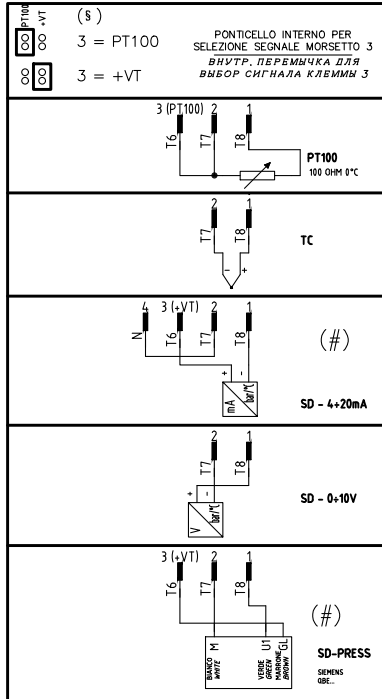 PT100
+VT
(§)
3 = PT100
3 = +VT
PONTICELLO INTERNO PER
SELEZIONE SEGNALE MORSETTO 3
ВНУТР. ПЕРЕМЫЧКА ДЛЯ
ВЫБОР СИГНАЛА КЛЕММЫ 3
3 (PT100) 2 1
T6 T7 T8
PT100
100 OHM 0°C
2 1
T7 T8
- +
TC
4 3 (+VT) 2 1
N T6 T7 T8
(#)
+ -
mA bar/°C
SD - 4÷20mA
2 1
T7 T8
+ -
V bar/°C
SD - 0÷10V
3 (+VT) 2 1
T6 T7 T8
(#)
M U1 GL
BIANCO
WHITE
VERDE
GREEN
MARRONE
BROWN
SD-PRESS
SIEMENS
QBE...